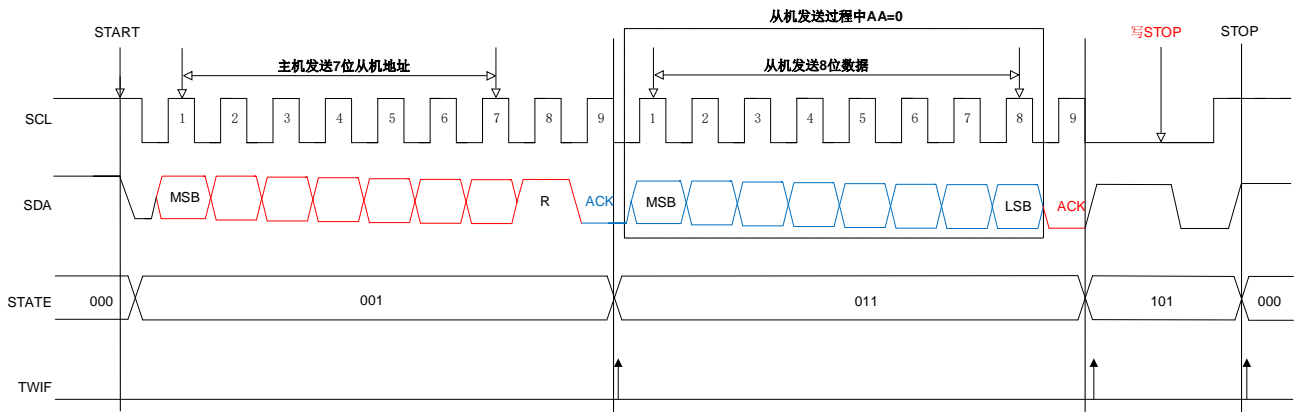 从机发送过程中AA=0
START
写STOP
STOP
主机发送7位从机地址
从机发送8位数据
SCL
1 2 3 4 5 6 7 8 9 1 2 3 4 5 6 7 8 9
SDA
MSB R ACK MSB LSB ACK
STATE
000 001 011 101 000
TWIF